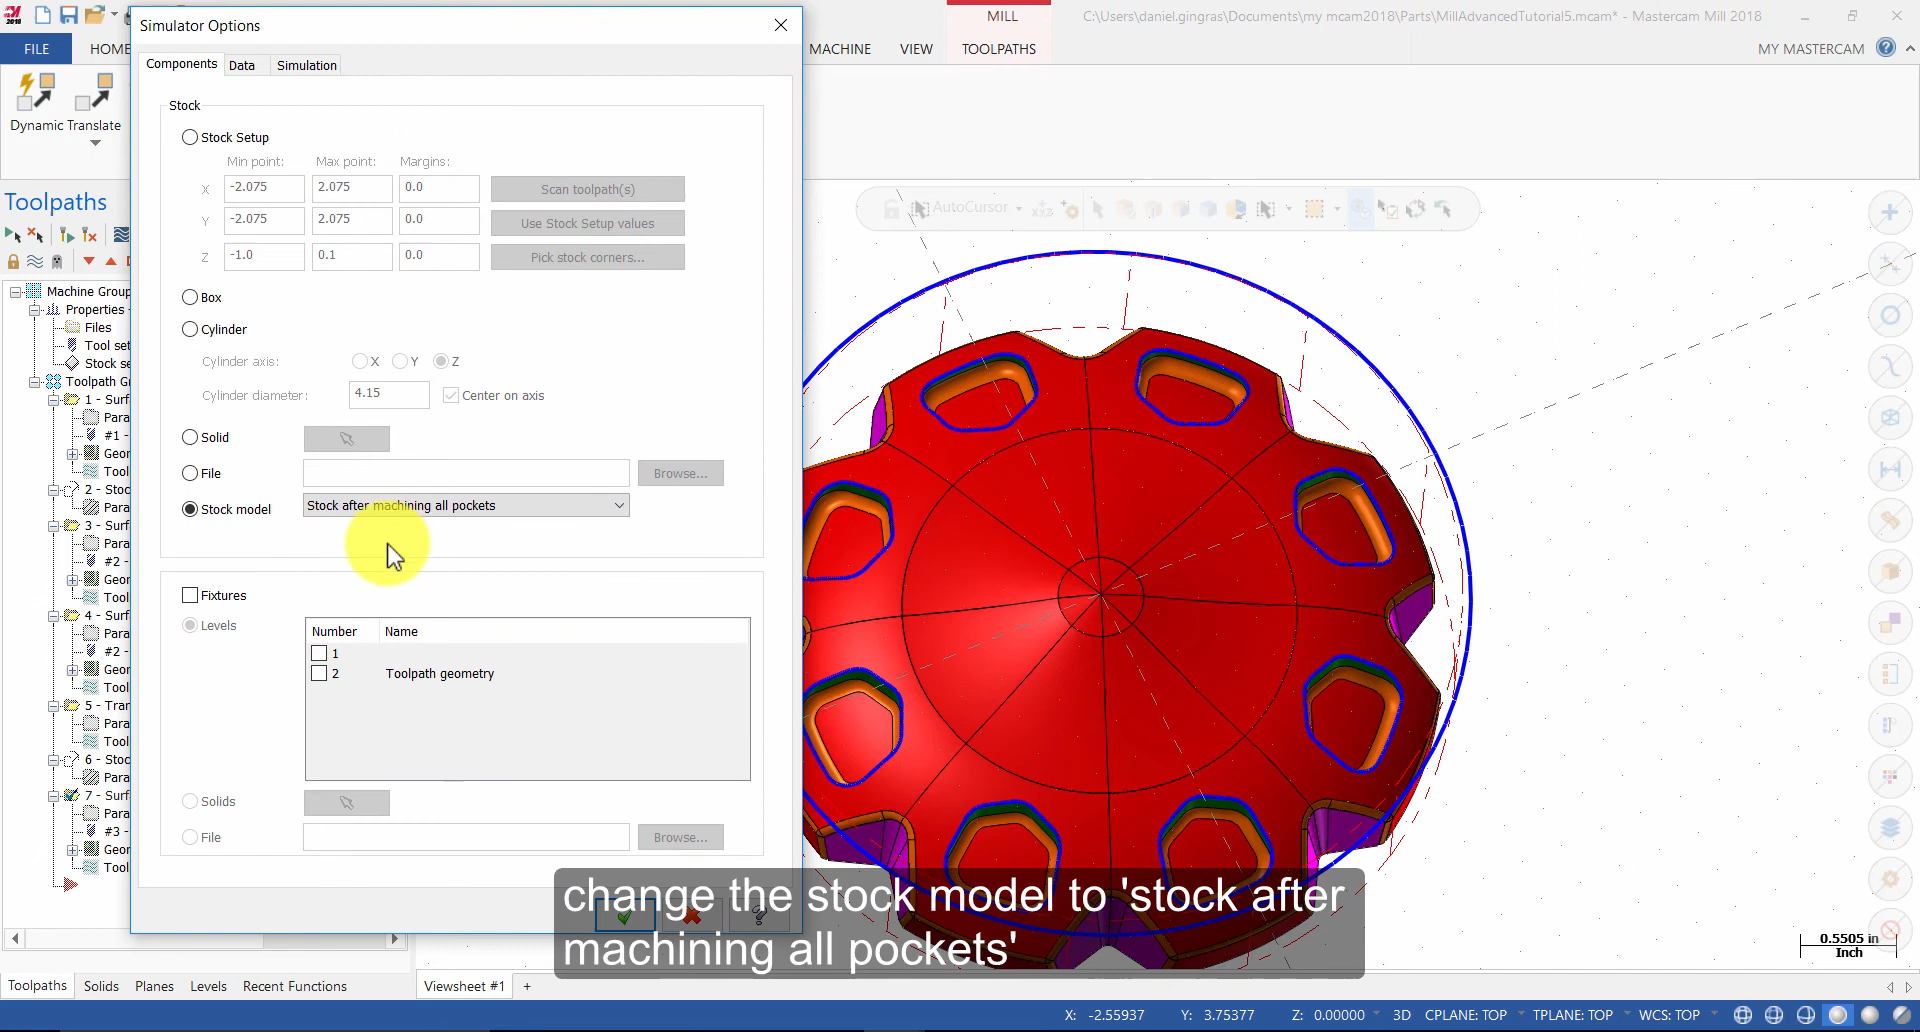 Simulator Options
C:\Users\daniel.gingras\Documents\my mcam2018\Parts\MillAdvancedTutorial5.mcam* - Mastercam Mill 2018
MILL
FILE
HOME
MACHINE
VIEW
TOOLPATHS
MY MASTERCAM
Components
Data
Simulation
Dynamic
Translate
Stock
Stock Setup
Min point:
Max point:
Margins:
X
-2.075
2.075
0.0
Scan toolpath(s)
Y
-2.075
2.075
0.0
Use Stock Setup values
Z
-1.0
0.1
0.0
Pick stock corners...
Box
Cylinder
Cylinder axis:
X
Y
Z
Cylinder diameter:
4.15
Center on axis
Solid
File
Browse...
Stock model
Stock after machining all pockets
Fixtures
Levels
Number
Name
1
2
Toolpath geometry
Solids
File
Browse...
Toolpaths
Machine Group
Properties -
Files
Tool set
Stock se
Toolpath G
1 - Surf
Para
#1 -
Geor
Tool
2 - Stoc
Para
3 - Surf
Para
#2 -
Geor
Tool
4 - Surf
Para
#2 -
Geor
Tool
5 - Tran
Para
Tool
6 - Stoc
Para
7 - Surf
Para
#3 -
Geor
Tool
AutoCursor
change the stock model to 'stock after
machining all pockets'
0.5505 in
Inch
Toolpaths
Solids
Planes
Levels
Recent Functions
Viewsheet #1
+
X: -2.55937
Y: 3.75377
Z: 0.00000
3D
CPLANE: TOP
TPLANE: TOP
WCS: TOP